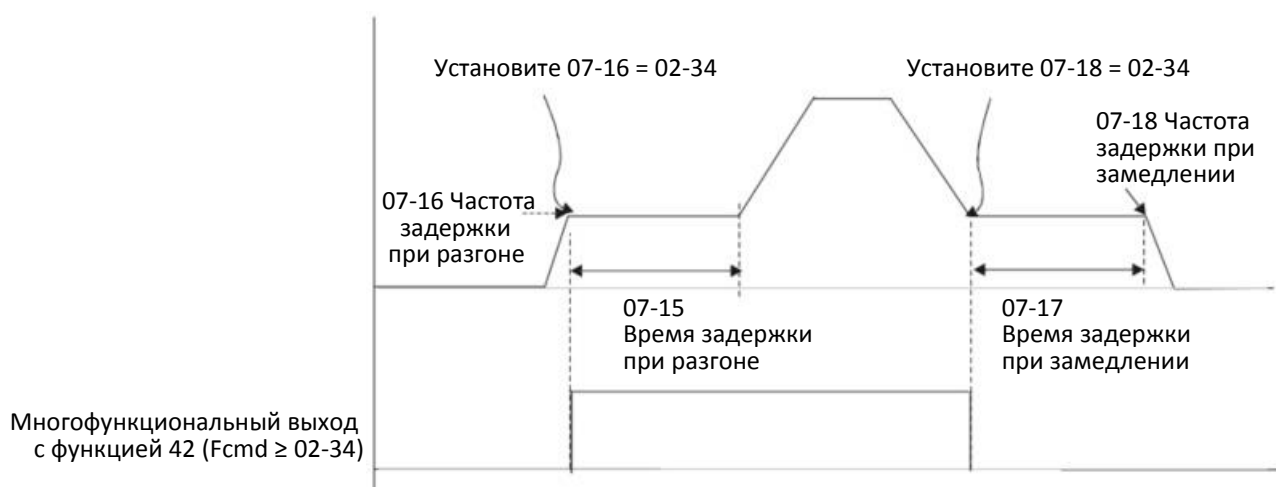 Установите 07-16 = 02-34
Установите 07-18 = 02-34
07-18 Частота
задержки при
замедлении
07-16 Частота
задержки
при разгоне
07-15
Время задержки
при разгоне
07-17
Время задержки
при замедлении
Многофункциональный выход
с функцией 42 (Fcmd ≥ 02-34)